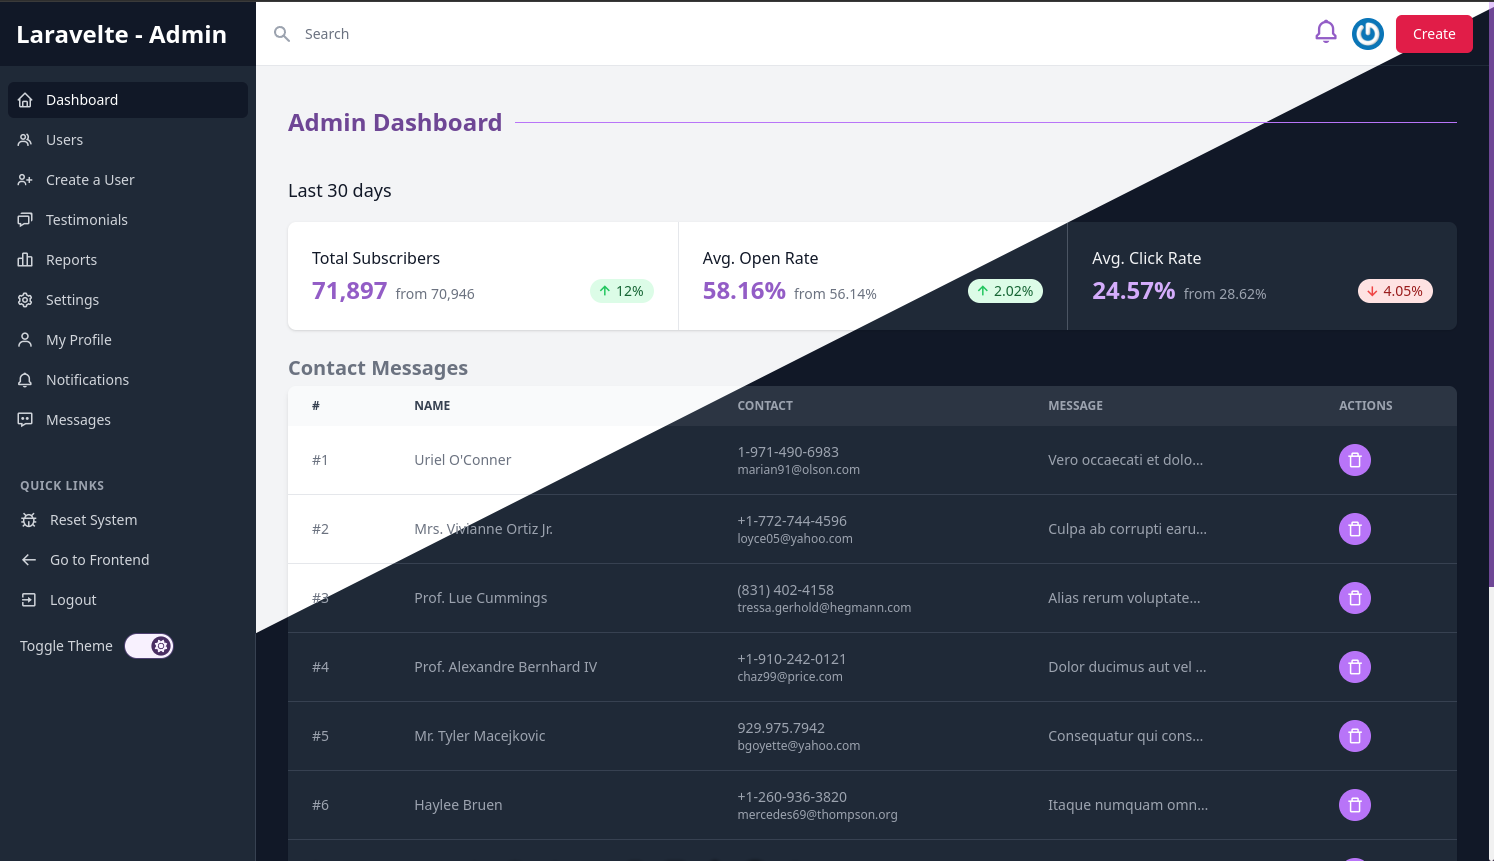 Laravelte - Admin
Search
Create
Dashboard
Users
Create a User
Testimonials
Reports
Settings
My Profile
Notifications
Messages
QUICK LINKS
Reset System
Go to Frontend
Logout
Toggle Theme
Admin Dashboard
Last 30 days
Total Subscribers
71,897 from 70,946
12%
Avg. Open Rate
58.16% from 56.14%
2.02%
Avg. Click Rate
24.57% from 28.62%
4.05%
Contact Messages
# NAME CONTACT MESSAGE ACTIONS
#1 Uriel O'Conner 1-971-490-6983 Vero occaecati et dolo...
marian91@olson.com
#2 Mrs. Vivianne Ortiz Jr. +1-772-744-4596 Culpa ab corrupti earu...
loyce05@yahoo.com
#3 Prof. Lue Cummings (831) 402-4158 Alias rerum voluptate...
tressa.gerhold@hegmann.com
#4 Prof. Alexandre Bernhard IV +1-910-242-0121 Dolor ducimus aut vel ...
chaz99@price.com
#5 Mr. Tyler Macejkovic 929.975.7942 Consequatur qui cons...
bgoyette@yahoo.com
#6 Haylee Bruen +1-260-936-3820 Itaque numquam omn...
mercedes69@thompson.org